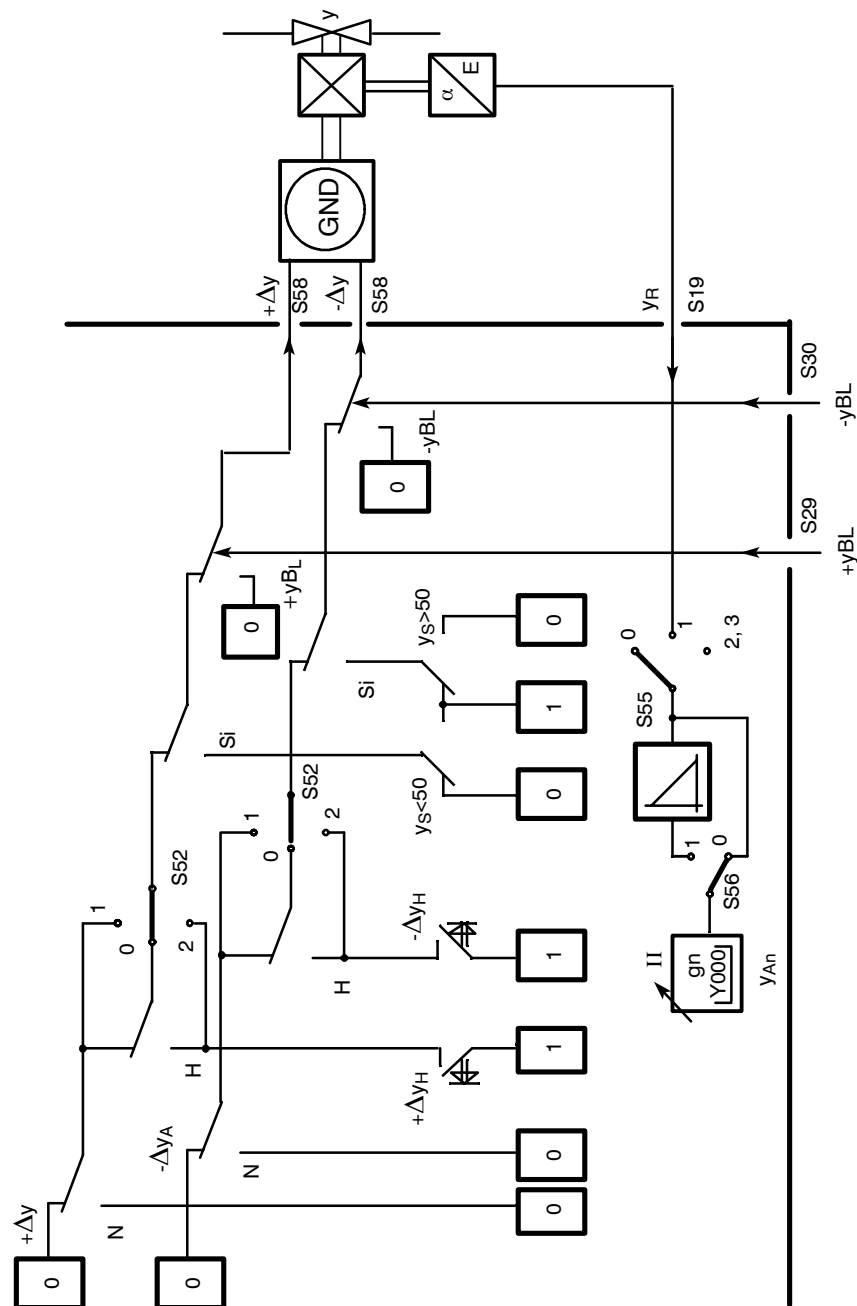 y
α
E
GND
+Δy
S58
-Δy
S58
yR
S19
S30
-yBL
S29
+yBL
0
-yBL
0
+yBL
yS>50
0
Si
1
Si
yS<50
0
0
1
2, 3
S55
S52
1
0
2
S52
1
0
2
1
0
S56
II
gn
Y000
yAn
-ΔyH
H
1
+ΔyH
H
1
-ΔyA
N
0
0
+Δy
N
0
0